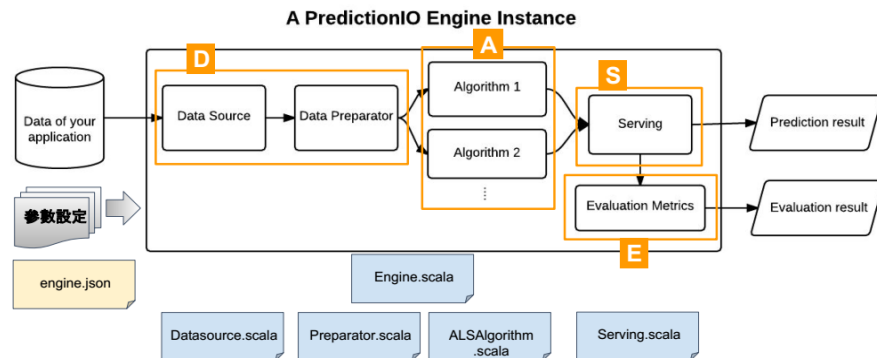 A PredictionIO Engine Instance
D
A
S
Data of your
application
Data Source
Data Preparator
Algorithm 1
Algorithm 2
Serving
Prediction result
Evaluation Metrics
Evaluation result
E
参數設定
engine.json
Engine.scala
Datasource.scala
Preparator.scala
ALSAlgorithm
.scala
Serving.scala